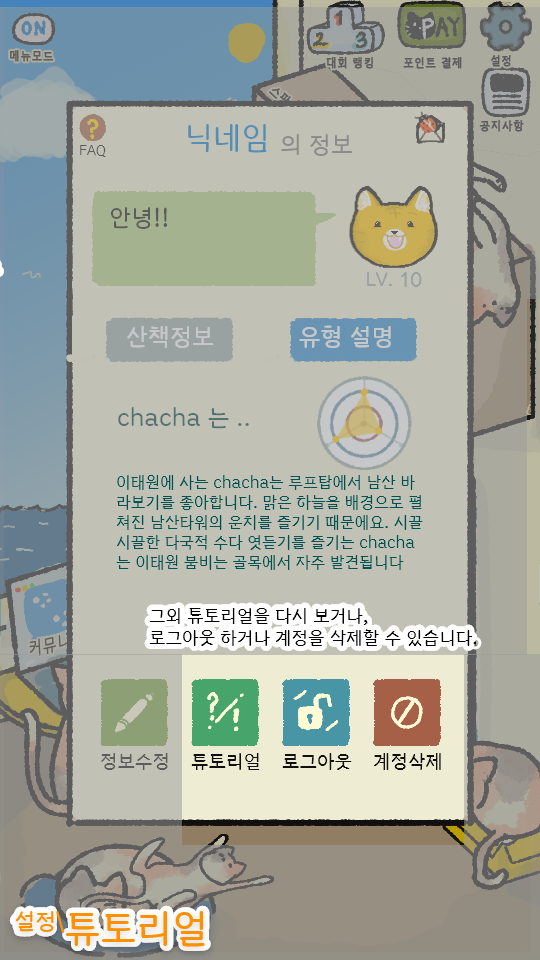 ON
메뉴모드
1
2 3
대회 랭킹
PAY
포인트 결제
설정
공지사항
FAQ
닉네임 의 정보
안녕!!
LV. 10
산책정보
유형 설명
chacha 는 ..
이태원에 사는 chacha는 루프탑에서 남산 바
라보기를 좋아합니다. 맑은 하늘을 배경으로 펼
쳐진 남산타워의 운치를 즐기기 때문에요. 시끌
시끌한 다국적 수다 엿듣기를 즐기는 chacha
는 이태원 붐비는 골목에서 자주 발견됩니다
그외 튜토리얼을 다시 보거나,
로그아웃 하거나 계정을 삭제할 수 있습니다.
커뮤니
정보수정
튜토리얼
로그아웃
계정삭제
설정\튜토리얼